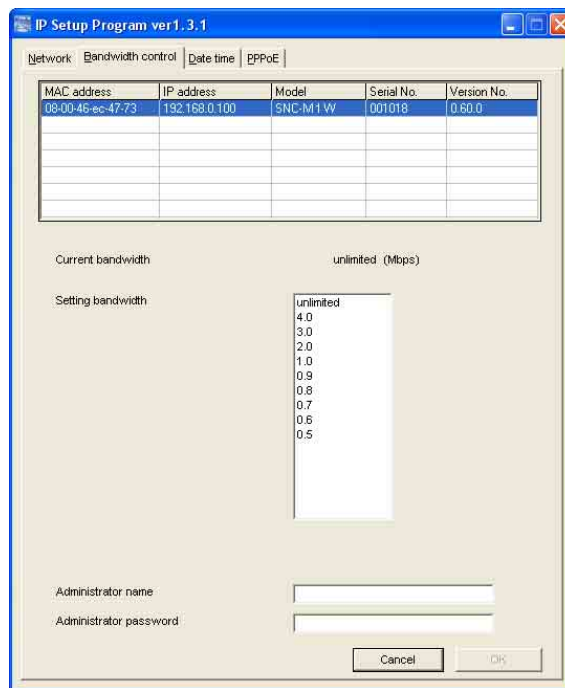 IP Setup Program ver1.3.1
Network Bandwidth control Date time PPPoE
MAC address IP address Model Serial No. Version No.
08-00-46-ec-47-73 192.168.0.100 SNC-M1W 001018 0.60.0
Current bandwidth unlimited (Mbps)
Setting bandwidth unlimited
4.0
3.0
2.0
1.0
0.9
0.8
0.7
0.6
0.5
Administrator name
Administrator password
Cancel OK